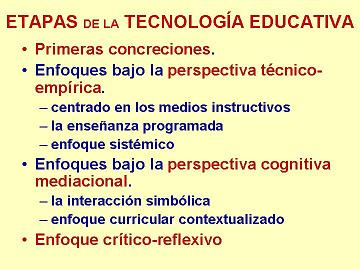 ETAPAS DE LA TECNOLOGÍA EDUCATIVA
• Primeras concreciones.
• Enfoques bajo la perspectiva técnico-
empírica.
– centrado en los medios instructivos
– la enseñanza programada
– enfoque sistémico
• Enfoques bajo la perspectiva cognitiva
mediacional.
– la interacción simbólica
– enfoque curricular contextualizado
• Enfoque crítico-reflexivo